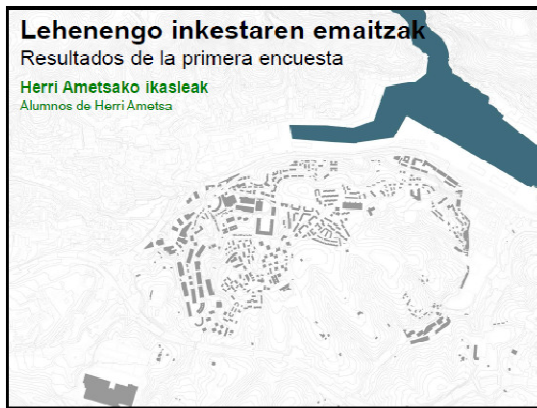 Lehenengo inkestaren emaitzak
Resultados de la primera encuesta
Herri Ametsako ikasleak
Alumnos de Herri Ametsa